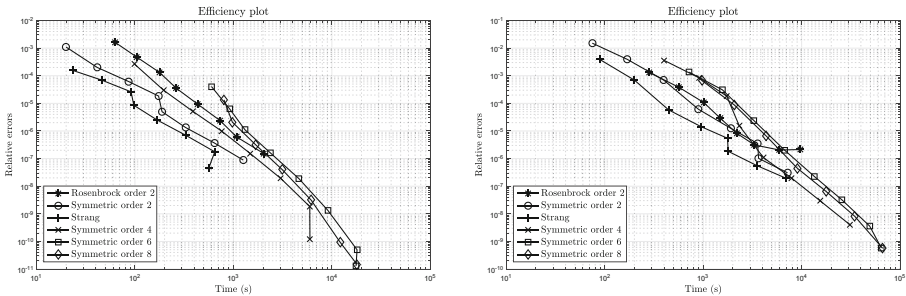 Efficiency plot
Relative errors
10^-2
10^-3
10^-4
10^-5
10^-6
10^-7
10^-8
10^-9
10^-10
10^-11
Rosenbrock order 2
Symmetric order 2
Strang
Symmetric order 4
Symmetric order 6
Symmetric order 8
10^1 10^2 10^3 10^4 10^5
Time (s)
Efficiency plot
Relative errors
10^-1
10^-2
10^-3
10^-4
10^-5
10^-6
10^-7
10^-8
10^-9
10^-10
Rosenbrock order 2
Symmetric order 2
Strang
Symmetric order 4
Symmetric order 6
Symmetric order 8
10^1 10^2 10^3 10^4 10^5
Time (s)